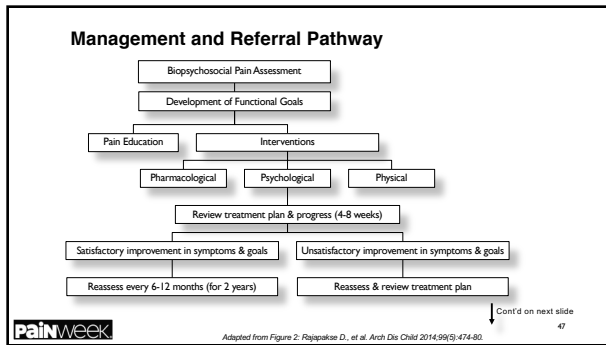 Management and Referral Pathway
Biopsychosocial Pain Assessment
Development of Functional Goals
Pain Education
Interventions
Pharmacological
Psychological
Physical
Review treatment plan & progress (4-8 weeks)
Satisfactory improvement in symptoms & goals
Unsatisfactory improvement in symptoms & goals
Reassess every 6-12 months (for 2 years)
Reassess & review treatment plan
Cont'd on next slide
PAINWEEK.
Adapted from Figure 2: Rajapakse D., et al. Arch Dis Child 2014;99(5):474-80.
47